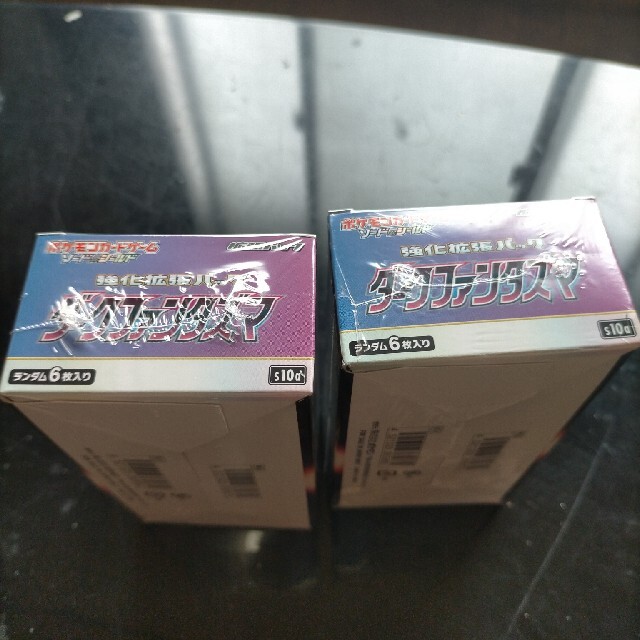 ポケモンカードゲーム
ソード&シールド
強化拡張パック
ダークファンタズマ
ランダム6枚入り
s10a
ポケモンカードゲーム
ソード&シールド
強化拡張パック
ダークファンタズマ
ランダム6枚入り
s10a